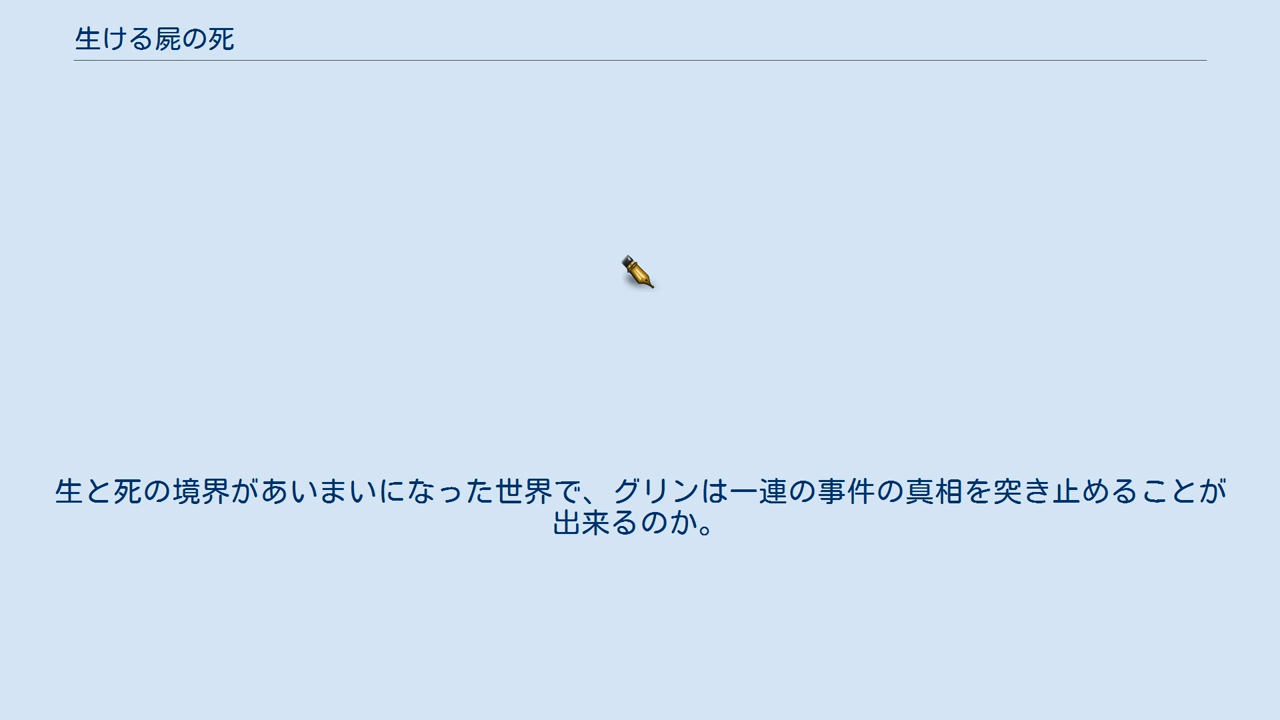 生ける屍の死
生と死の境界があいまいになった世界で、グリンは一連の事件の真相を突き止めることが
出来るのか。